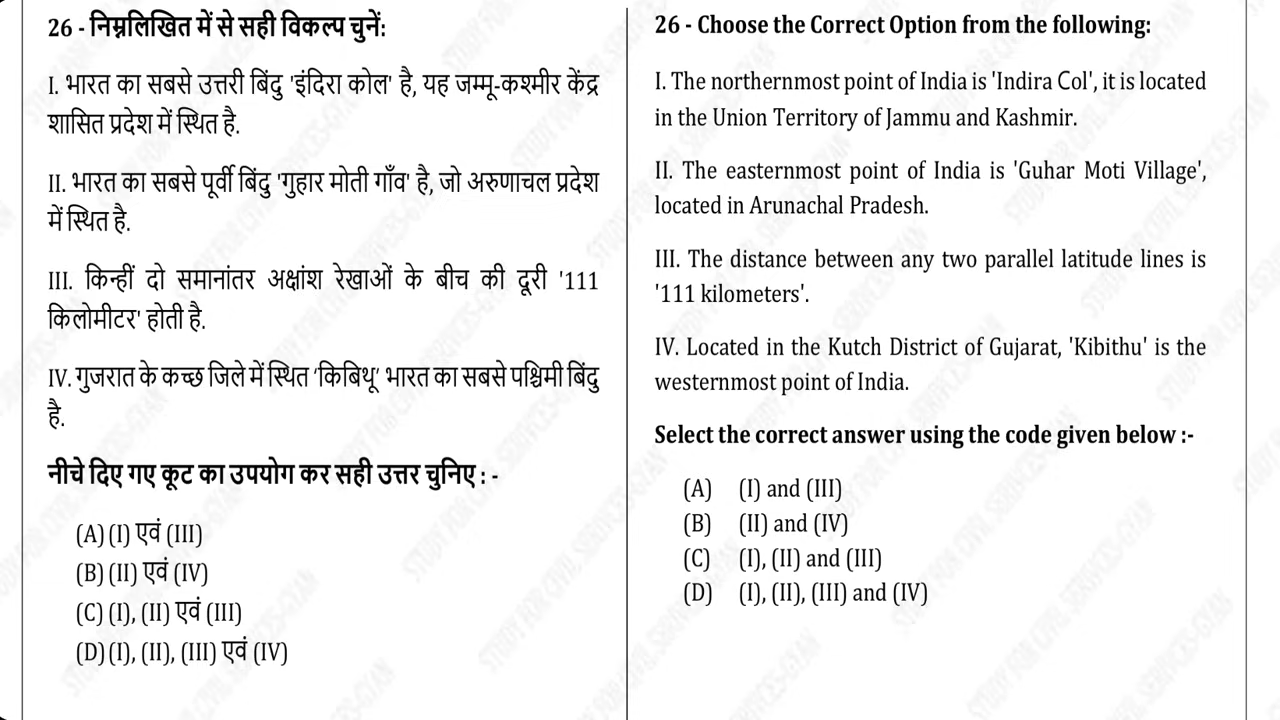 26 - निम्नलिखित में से सही विकल्प चुनें:
I. भारत का सबसे उत्तरी बिंदु 'इंदिरा कोल' है, यह जम्मू-कश्मीर केंद्र
शासित प्रदेश में स्थित है.
II. भारत का सबसे पूर्वी बिंदु 'गुहार मोती गाँव' है, जो अरुणाचल प्रदेश
में स्थित है.
III. किन्हीं दो समानांतर अक्षांश रेखाओं के बीच की दूरी '111
किलोमीटर' होती है.
IV. गुजरात के कच्छ जिले में स्थित ‘किबिथू’ भारत का सबसे पश्चिमी बिंदु
है.
नीचे दिए गए कूट का उपयोग कर सही उत्तर चुनिए : -
(A) (I) एवं (III)
(B) (II) एवं (IV)
(C) (I), (II) एवं (III)
(D) (I), (II), (III) एवं (IV)
26 - Choose the Correct Option from the following:
I. The northernmost point of India is 'Indira Col', it is located
in the Union Territory of Jammu and Kashmir.
II. The easternmost point of India is 'Guhar Moti Village',
located in Arunachal Pradesh.
III. The distance between any two parallel latitude lines is
'111 kilometers'.
IV. Located in the Kutch District of Gujarat, 'Kibithu' is the
westernmost point of India.
Select the correct answer using the code given below :-
(A) (I) and (III)
(B) (II) and (IV)
(C) (I), (II) and (III)
(D) (I), (II), (III) and (IV)